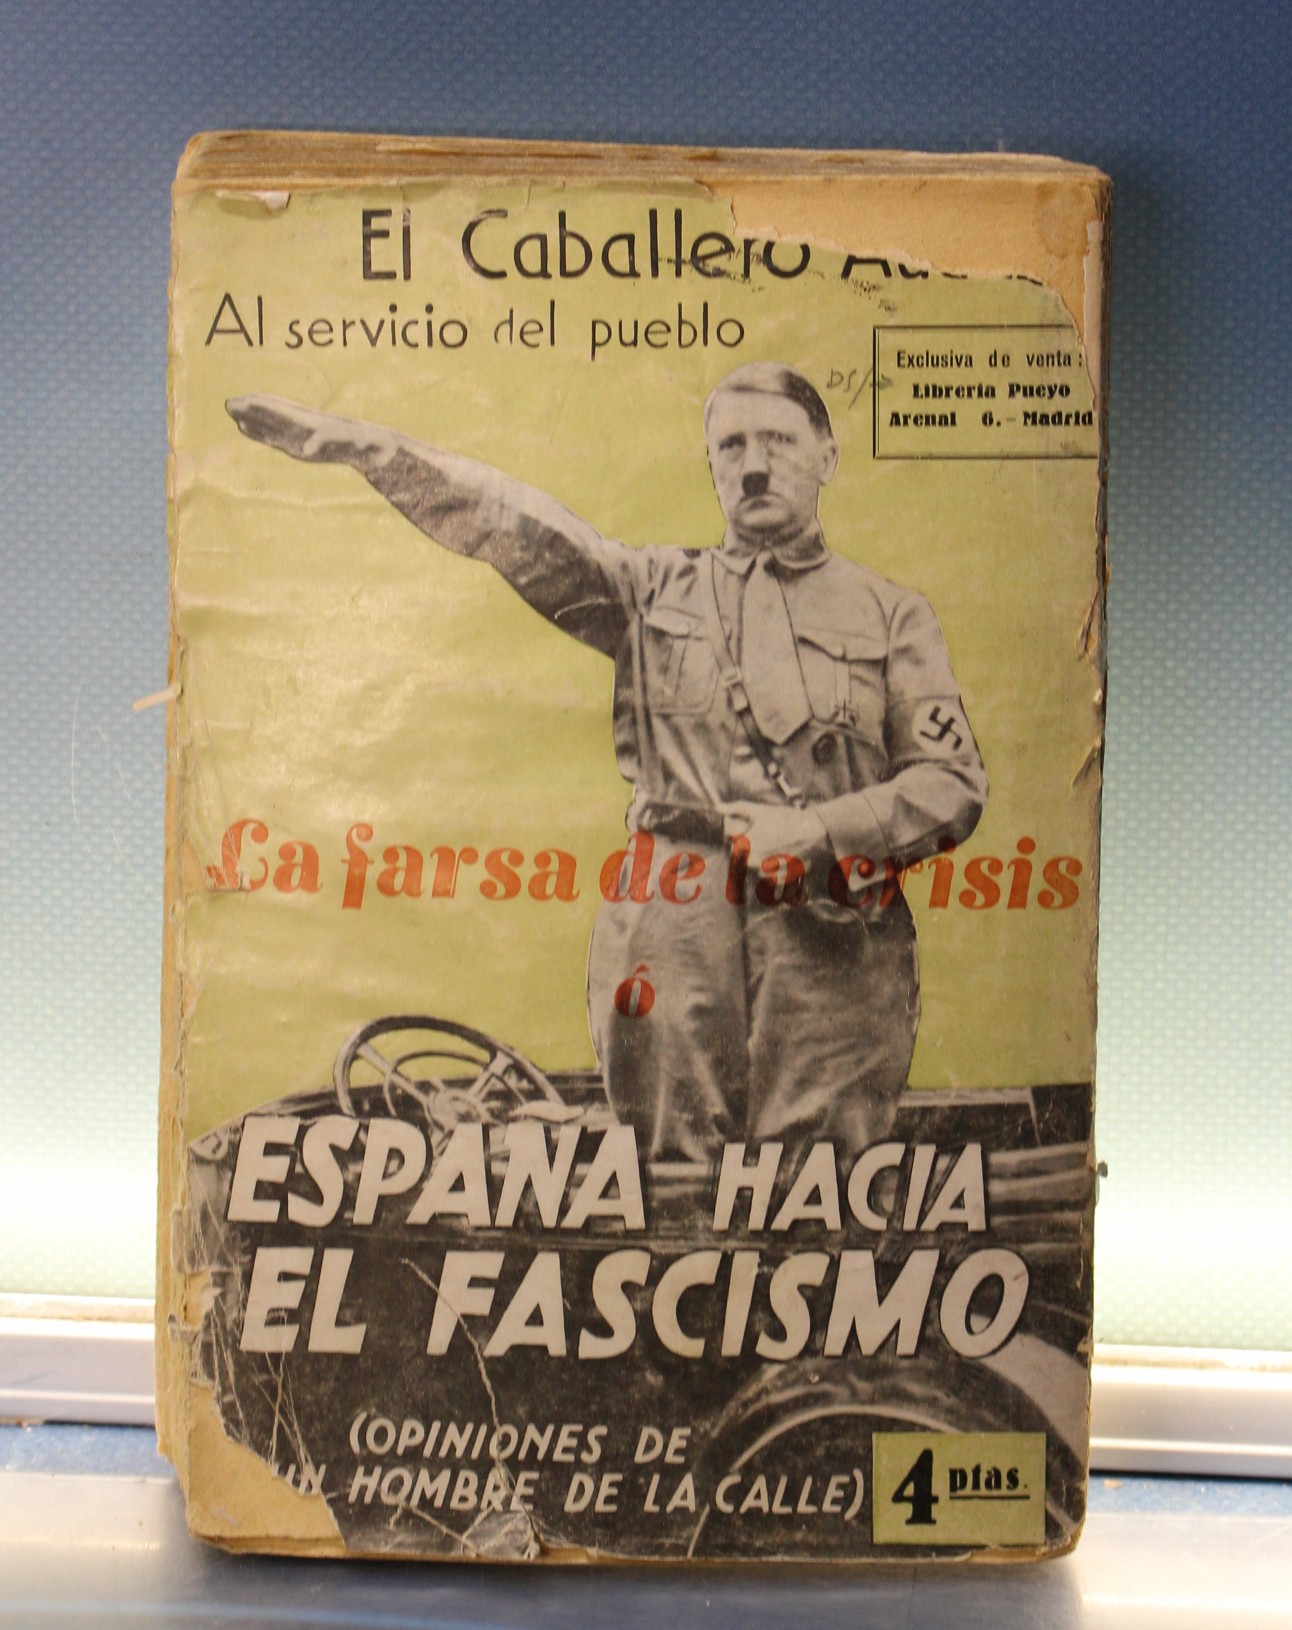 El Caballero
Al servicio del pueblo
Exclusiva de venta:
Librería Pueyo
Arenal 6.- Madrid
La farsa de la crisis
ó
ESPAÑA HACIA
EL FASCISMO
(OPINIONES DE
UN HOMBRE DE LA CALLE)
4 ptas.